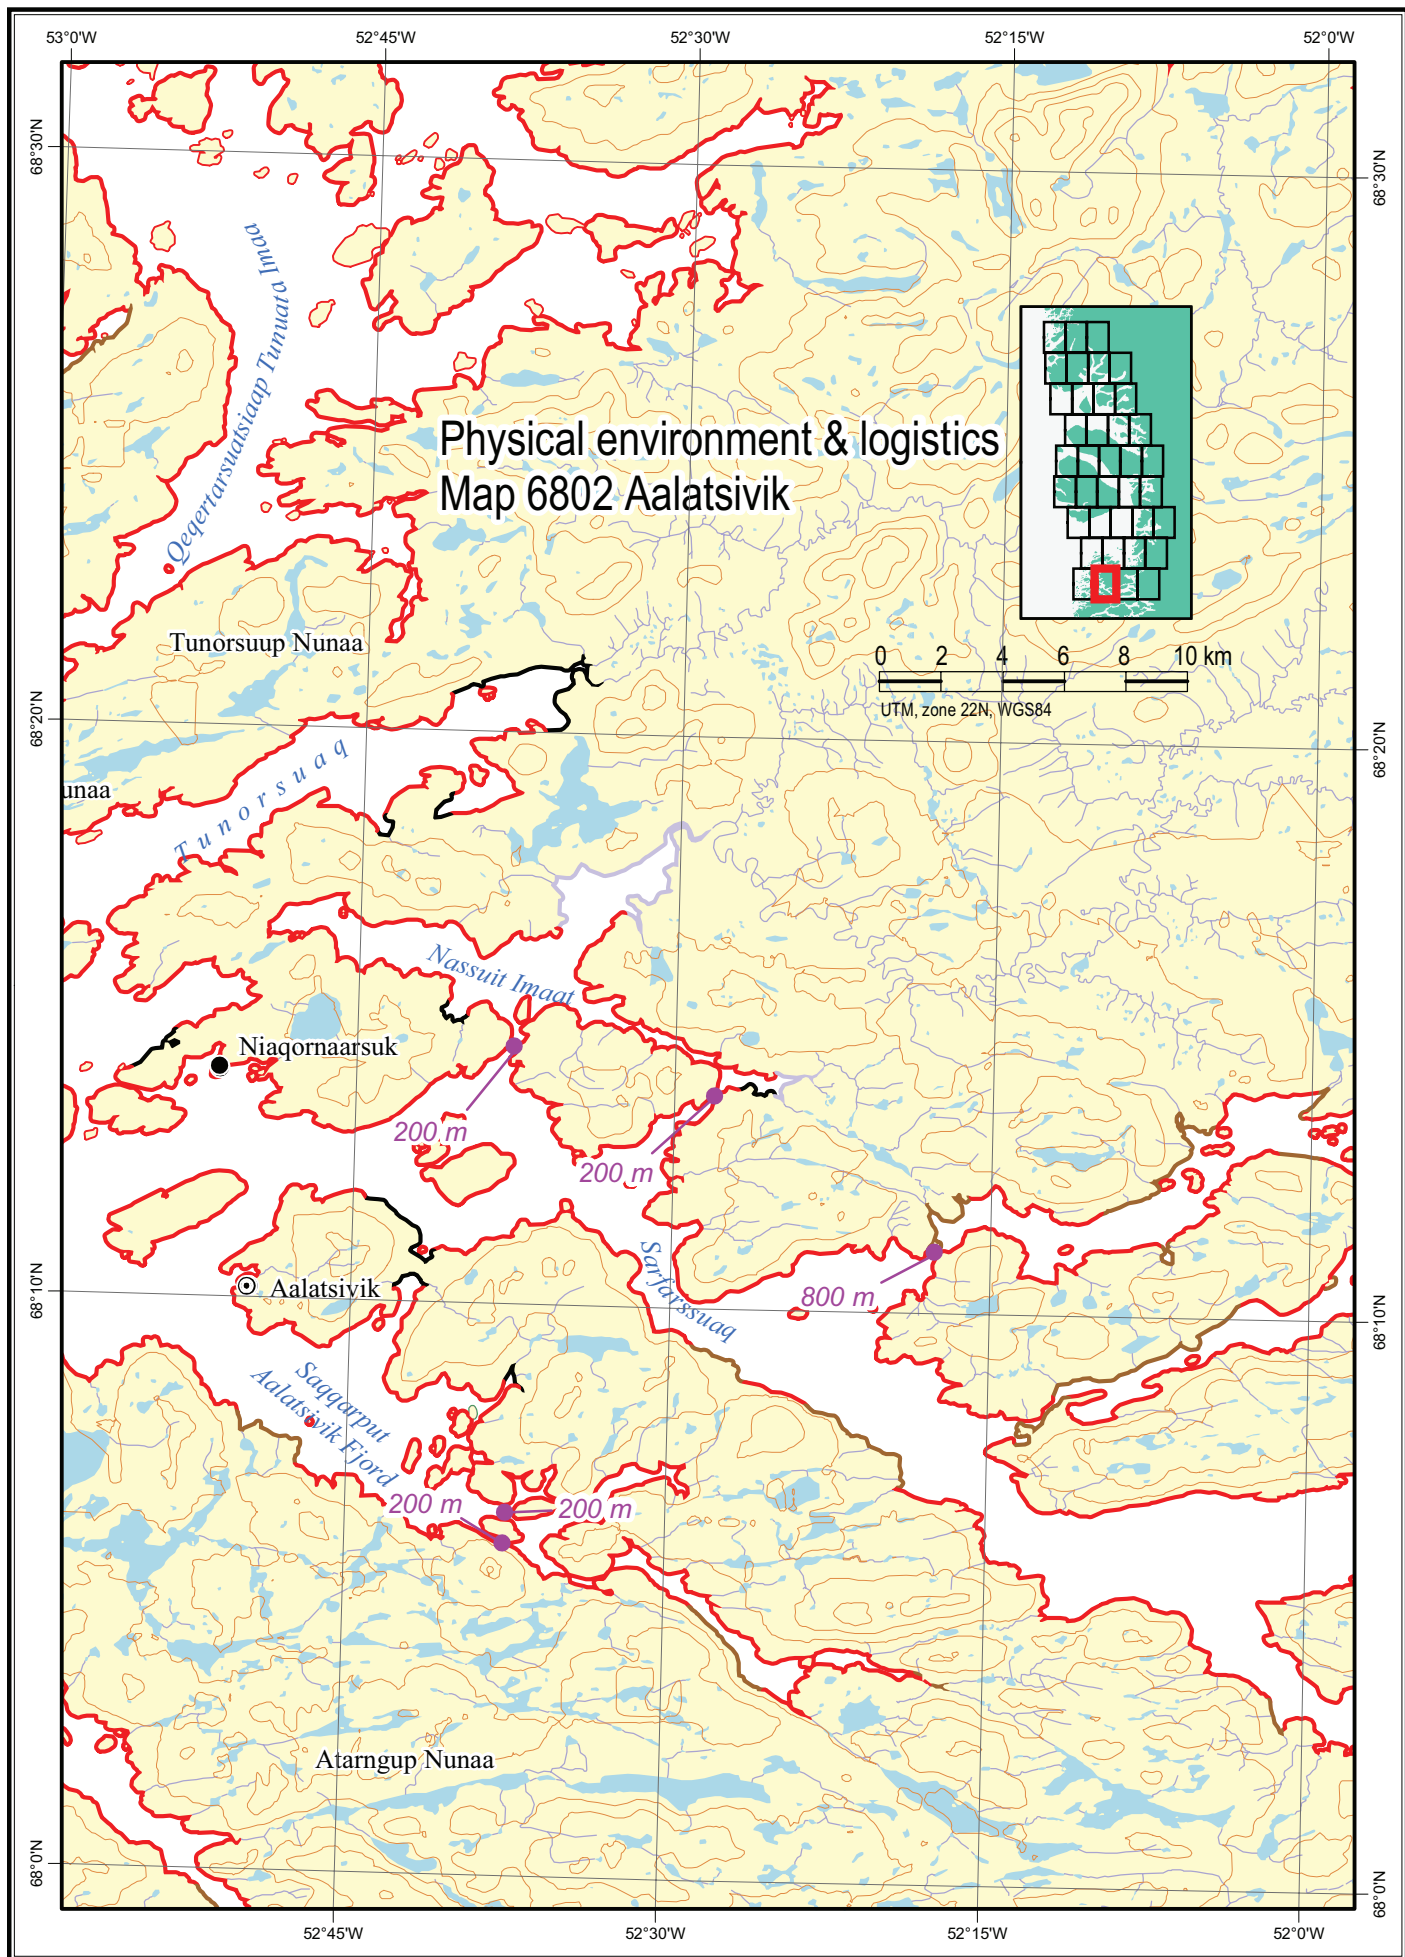 53°0'W 52°45'W 52°30'W 52°15'W 52°0'W
68°30'N 68°30'N
Qeqertarsuatsiaap Tunuata Imaa
Physical environment & logistics
Map 6802 Aalatsivik
Tunorsuup Nunaa
0 2 4 6 8 10 km
UTM, zone 22N, WGS84
68°20'N 68°20'N
Tunorsuaq
unaa
Nassuit Imaat
Niaqornaarsuk
200 m
200 m
Sarfarssuaq
800 m
Aalatsivik
68°10'N 68°10'N
Saqqarput
Aalatsivik Fjord
200 m 200 m
Atarngup Nunaa
68°0'N 68°0'N
52°45'W 52°30'W 52°15'W 52°0'W